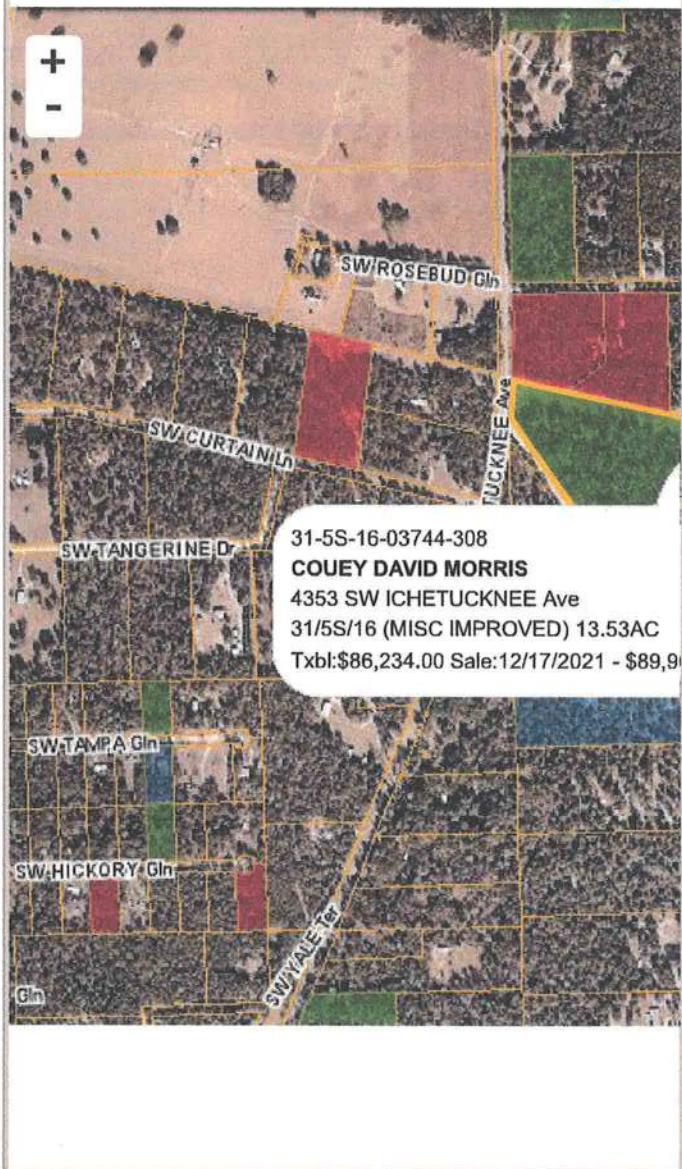 +
-
SW ROSEBUD Gln
TUCKNEE Ave
SW CURTAIN Ln
SW TANGERINE Dr
31-5S-16-03744-308
COUEY DAVID MORRIS
4353 SW ICHETUCKNEE Ave
31/5S/16 (MISC IMPROVED) 13.53AC
Txbl:$86,234.00 Sale:12/17/2021 - $89,9
SW TAMPA Gln
SW HICKORY Gln
SW YALE Ter
Gln